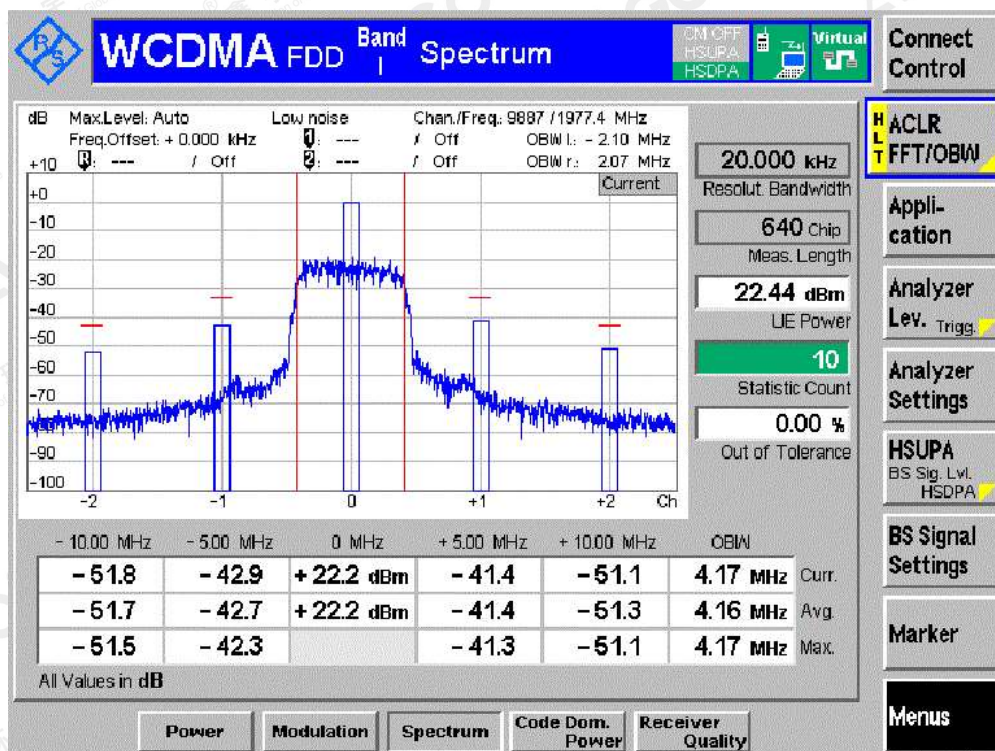 R S
WCDMA FDD Band I Spectrum
CM OFF
HSUPA
HSDPA
Virtual
Connect Control
dB Max.Level: Auto Low noise Chan./Freq.: 9887 / 1977.4 MHz
Freq.Offset: + 0.000 kHz 1: --- / Off OBW l.: - 2.10 MHz
+10 R: --- / Off 2: --- / Off OBW r.: 2.07 MHz
Current
+0
-10
-20
-30
-40
-50
-60
-70
-90
-100
-2 -1 0 +1 +2 Ch
20.000 kHz
Resolut. Bandwidth
640 Chip
Meas. Length
22.44 dBm
UE Power
10
Statistic Count
0.00 %
Out of Tolerance
- 10.00 MHz - 5.00 MHz 0 MHz + 5.00 MHz + 10.00 MHz OBW
- 51.8 - 42.9 + 22.2 dBm - 41.4 - 51.1 4.17 MHz Curr.
- 51.7 - 42.7 + 22.2 dBm - 41.4 - 51.3 4.16 MHz Avg.
- 51.5 - 42.3 - 41.3 - 51.1 4.17 MHz Max.
All Values in dB
Power
Modulation
Spectrum
Code Dom. Power
Receiver Quality
H L T
ACLR
FFT/OBW
Appli-
cation
Analyzer
Lev. Trigg.
Analyzer
Settings
HSUPA
BS Sig. Lvl.
HSDPA
BS Signal
Settings
Marker
Menus